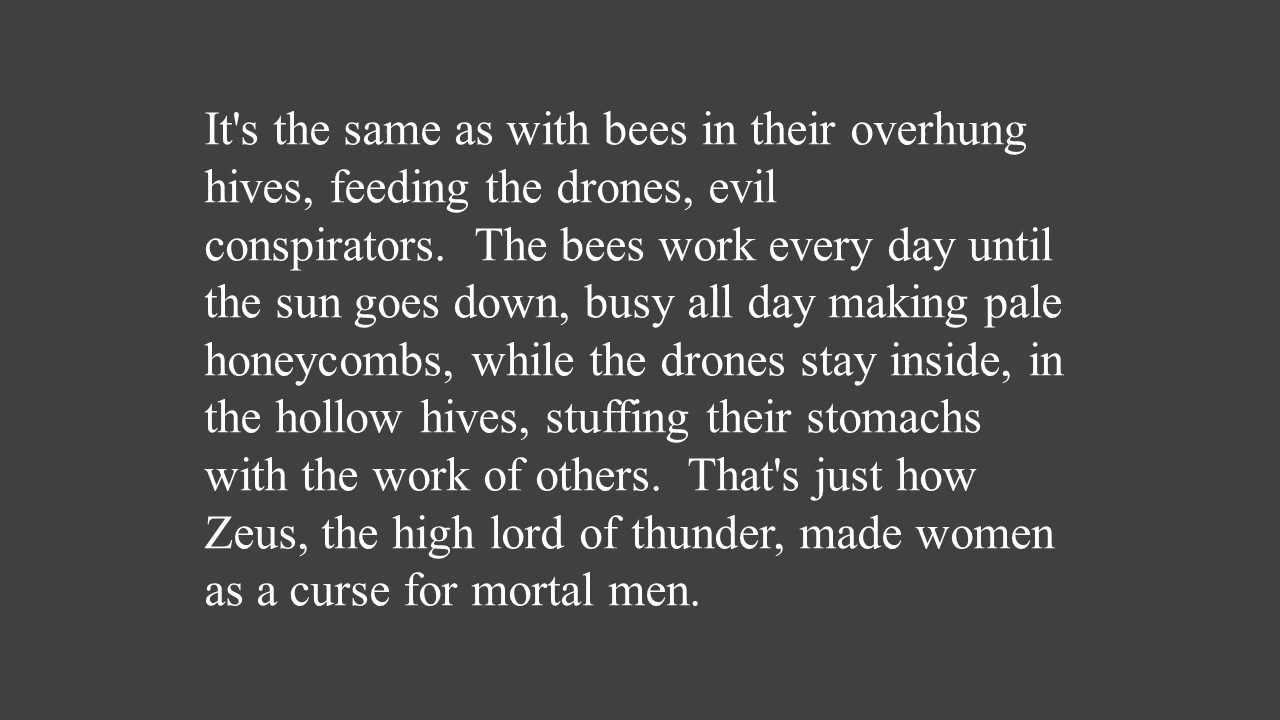 It's the same as with bees in their overhung
hives, feeding the drones, evil
conspirators.  The bees work every day until
the sun goes down, busy all day making pale
honeycombs, while the drones stay inside, in
the hollow hives, stuffing their stomachs
with the work of others.  That's just how
Zeus, the high lord of thunder, made women
as a curse for mortal men.